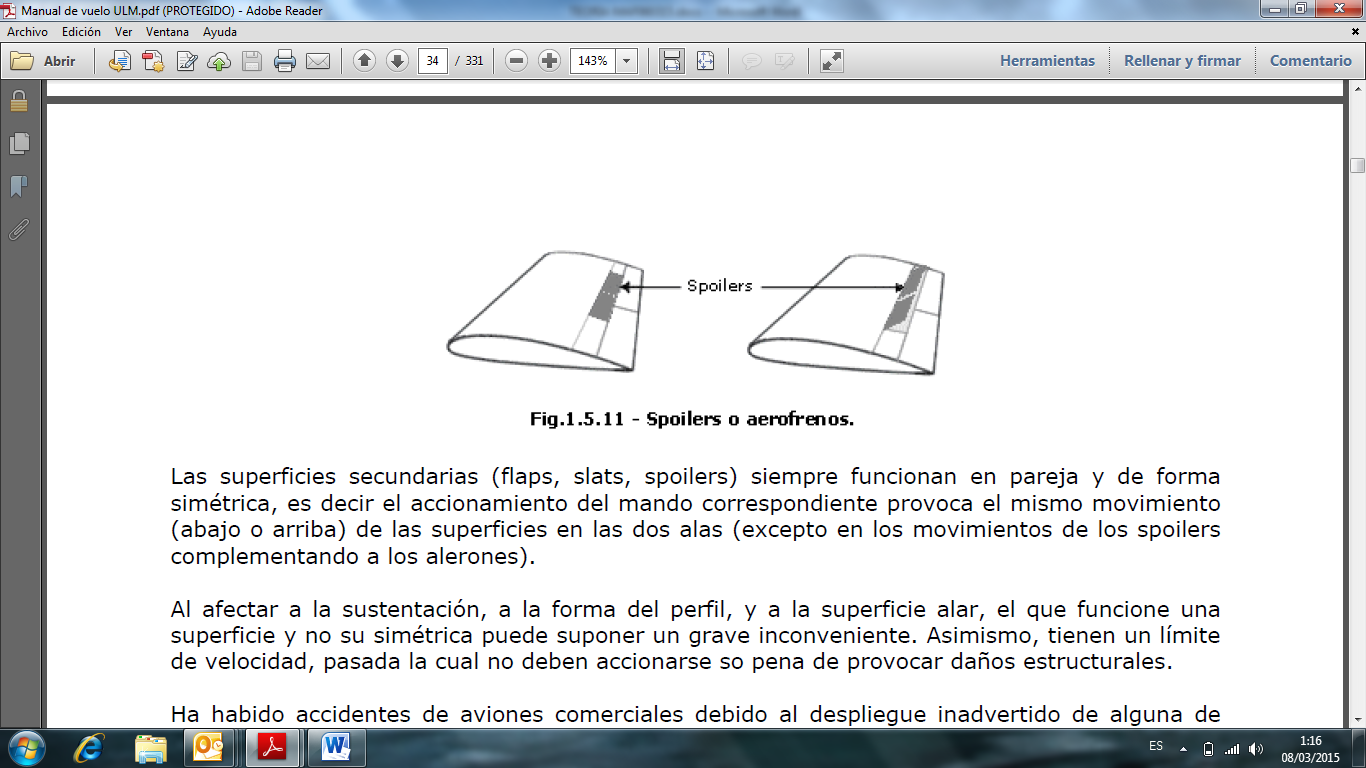 Manual de vuelo ULM.pdf (PROTEGIDO) - Adobe Reader
Archivo Edición Ver Ventana Ayuda
Abrir 34 / 331 143% Herramientas Rellenar y firmar Comentario
Spoilers
Fig.1.5.11 - Spoilers o aerofrenos.
Las superficies secundarias (flaps, slats, spoilers) siempre funcionan en pareja y de forma
simétrica, es decir el accionamiento del mando correspondiente provoca el mismo movimiento
(abajo o arriba) de las superficies en las dos alas (excepto en los movimientos de los spoilers
complementando a los alerones).
Al afectar a la sustentación, a la forma del perfil, y a la superficie alar, el que funcione una
superficie y no su simétrica puede suponer un grave inconveniente. Asimismo, tienen un límite
de velocidad, pasada la cual no deben accionarse so pena de provocar daños estructurales.
Ha habido accidentes de aviones comerciales debido al despliegue inadvertido de alguna de
ES 1:16
08/03/2015